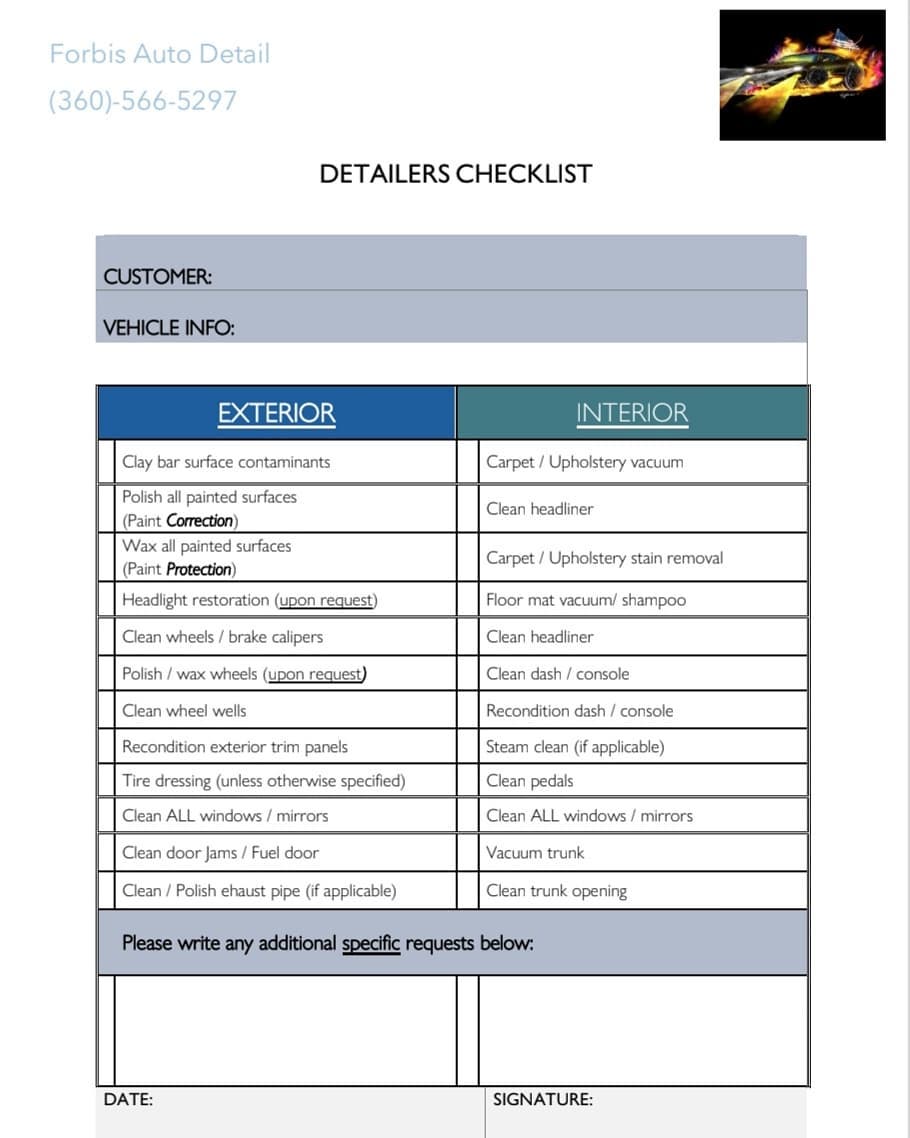 Forbis Auto Detail
(360)-566-5297
DETAILERS CHECKLIST
CUSTOMER:
VEHICLE INFO:
EXTERIOR
INTERIOR
Clay bar surface contaminants
Carpet / Upholstery vacuum
Polish all painted surfaces
(Paint Correction)
Clean headliner
Wax all painted surfaces
(Paint Protection)
Carpet / Upholstery stain removal
Headlight restoration (upon request)
Floor mat vacuum/ shampoo
Clean wheels / brake calipers
Clean headliner
Polish / wax wheels (upon request)
Clean dash / console
Clean wheel wells
Recondition dash / console
Recondition exterior trim panels
Steam clean (if applicable)
Tire dressing (unless otherwise specified)
Clean pedals
Clean ALL windows / mirrors
Clean ALL windows / mirrors
Clean door Jams / Fuel door
Vacuum trunk
Clean / Polish ehaust pipe (if applicable)
Clean trunk opening
Please write any additional specific requests below:
DATE:
SIGNATURE: